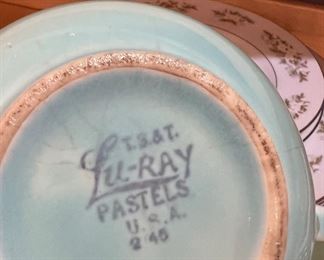 T.S.&T.
Lu-RAY
PASTELS
U.S.A.
2 45